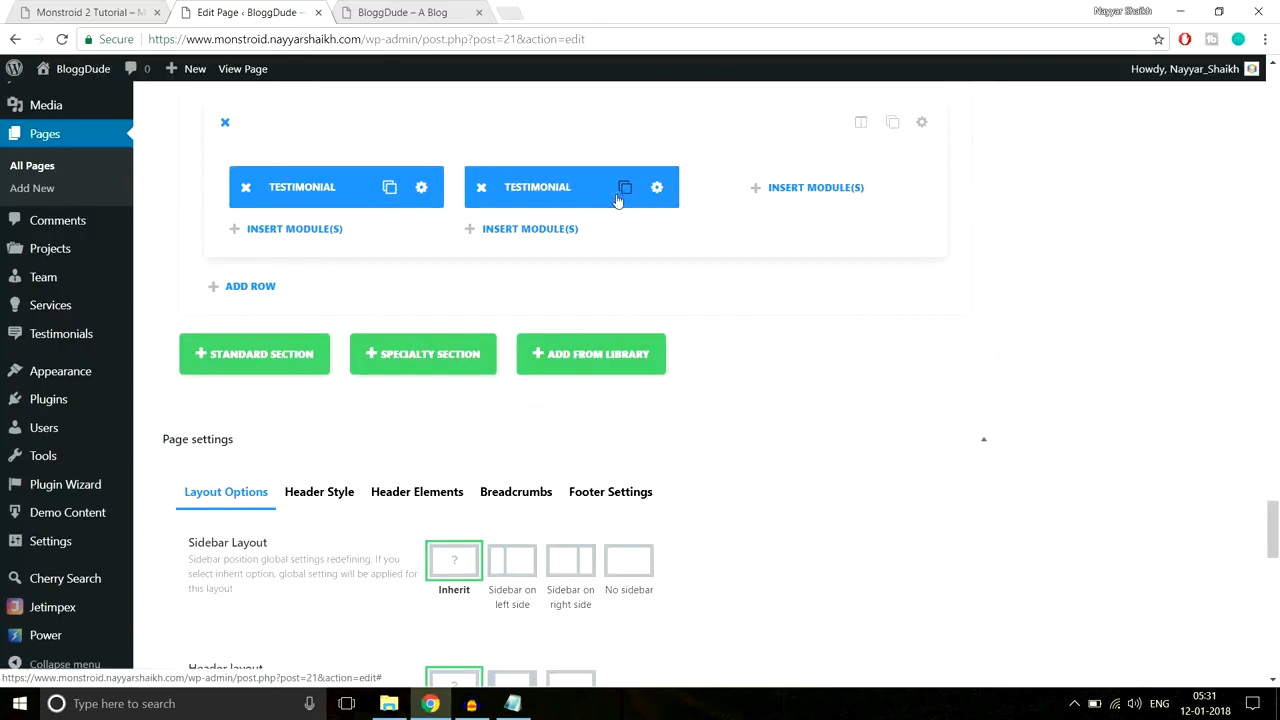 Monstroid 2 Tutorial – M
Edit Page ‹ BloggDude —
BloggDude – A Blog
Nayyar Shaikh
Secure
https://www.monstroid.nayyarshaikh.com/wp-admin/post.php?post=21&action=edit
BloggDude
0
New
View Page
Howdy, Nayyar_Shaikh
Media
Pages
All Pages
Add New
Comments
Projects
Team
Services
Testimonials
Appearance
Plugins
Users
Tools
Plugin Wizard
Demo Content
Settings
Cherry Search
Jetimpex
Power
Collapse menu
TESTIMONIAL
TESTIMONIAL
INSERT MODULE(S)
INSERT MODULE(S)
INSERT MODULE(S)
ADD ROW
STANDARD SECTION
SPECIALTY SECTION
ADD FROM LIBRARY
Page settings
Layout Options
Header Style
Header Elements
Breadcrumbs
Footer Settings
Sidebar Layout
Sidebar position global settings redefining. If you
select inherit option, global setting will be applied for
this layout
?
Inherit
Sidebar on
left side
Sidebar on
right side
No sidebar
Header layout
https://www.monstroid.nayyarshaikh.com/wp-admin/post.php?post=21&action=edit#
Type here to search
ENG
05:31
12-01-2018